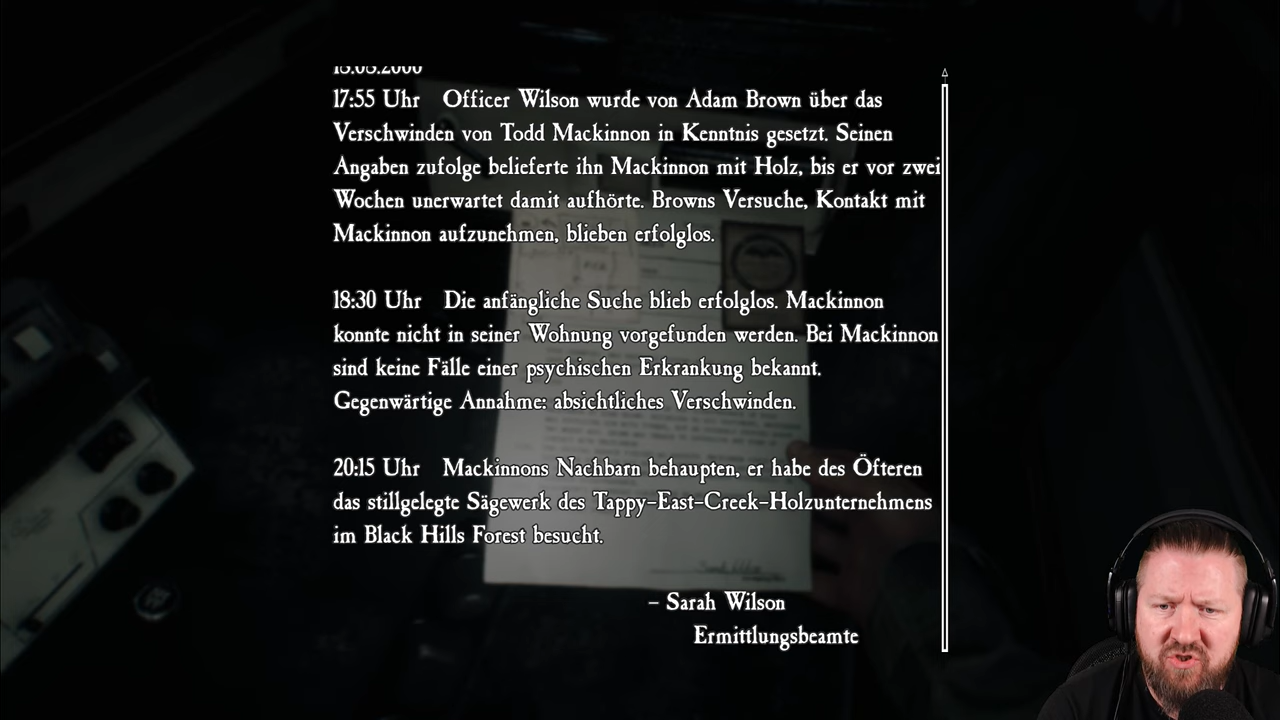 17:55 Uhr Officer Wilson wurde von Adam Brown über das
Verschwinden von Todd Mackinnon in Kenntnis gesetzt. Seinen
Angaben zufolge belieferte ihn Mackinnon mit Holz, bis er vor zwei
Wochen unerwartet damit aufhörte. Browns Versuche, Kontakt mit
Mackinnon aufzunehmen, blieben erfolglos.
18:30 Uhr Die anfängliche Suche blieb erfolglos. Mackinnon
konnte nicht in seiner Wohnung vorgefunden werden. Bei Mackinnon
sind keine Fälle einer psychischen Erkrankung bekannt.
Gegenwärtige Annahme: absichtliches Verschwinden.
20:15 Uhr Mackinnons Nachbarn behaupten, er habe des Öfteren
das stillgelegte Sägewerk des Tappy-East-Creek-Holzunternehmens
im Black Hills Forest besucht.
– Sarah Wilson
Ermittlungsbeamte